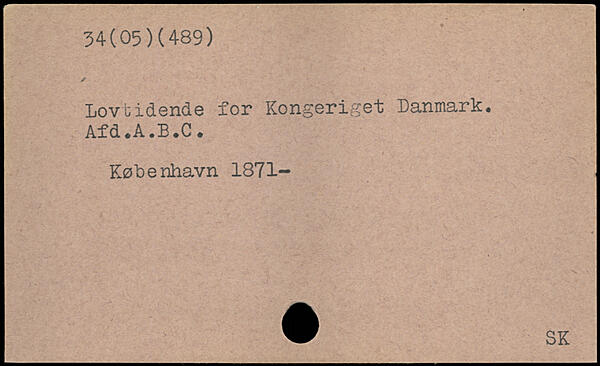 34(05)(489)
Lovtidende for Kongeriget Danmark.
Afd.A.B.C.
København 1871-
SK